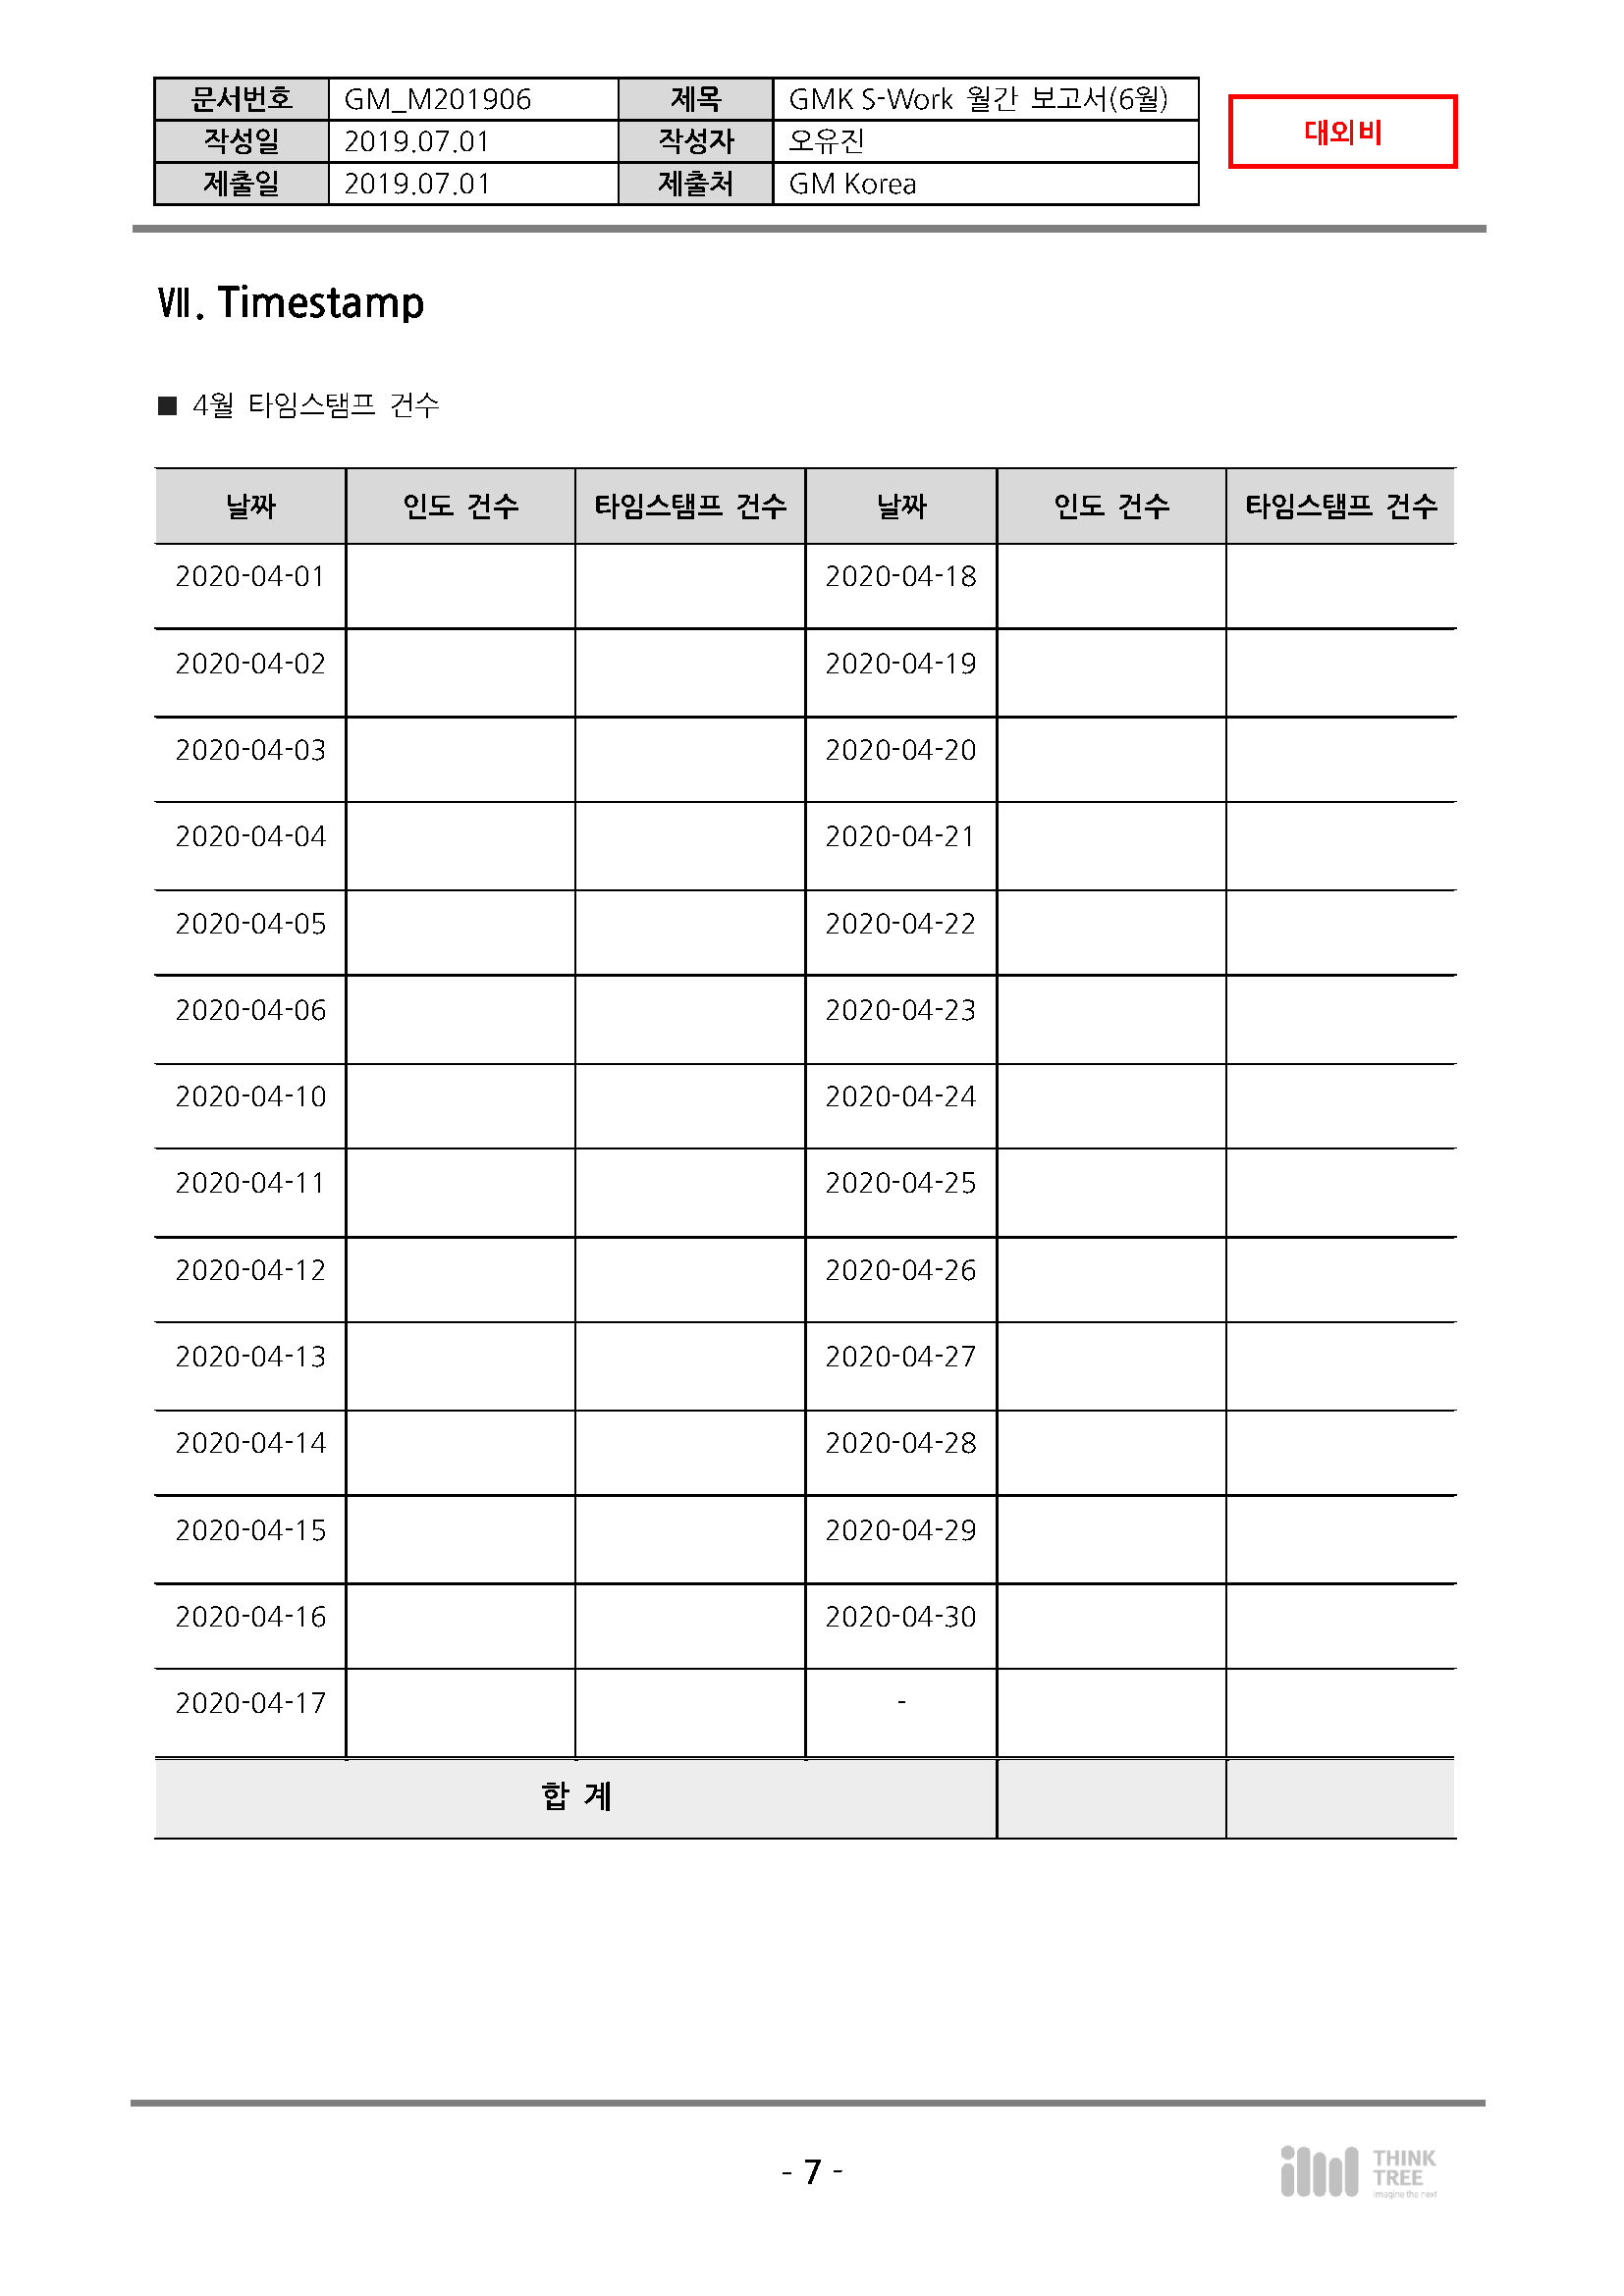 문서번호 GM_M201906 제목 GMK S-Work 월간 보고서(6월)
작성일 2019.07.01 작성자 오유진
제출일 2019.07.01 제출처 GM Korea
대외비
Ⅶ. Timestamp
■ 4월 타임스탬프 건수
날짜 인도 건수 타임스탬프 건수 날짜 인도 건수 타임스탬프 건수
2020-04-01 2020-04-18
2020-04-02 2020-04-19
2020-04-03 2020-04-20
2020-04-04 2020-04-21
2020-04-05 2020-04-22
2020-04-06 2020-04-23
2020-04-10 2020-04-24
2020-04-11 2020-04-25
2020-04-12 2020-04-26
2020-04-13 2020-04-27
2020-04-14 2020-04-28
2020-04-15 2020-04-29
2020-04-16 2020-04-30
2020-04-17 -
합 계
- 7 -
THINK
TREE
imagine the next